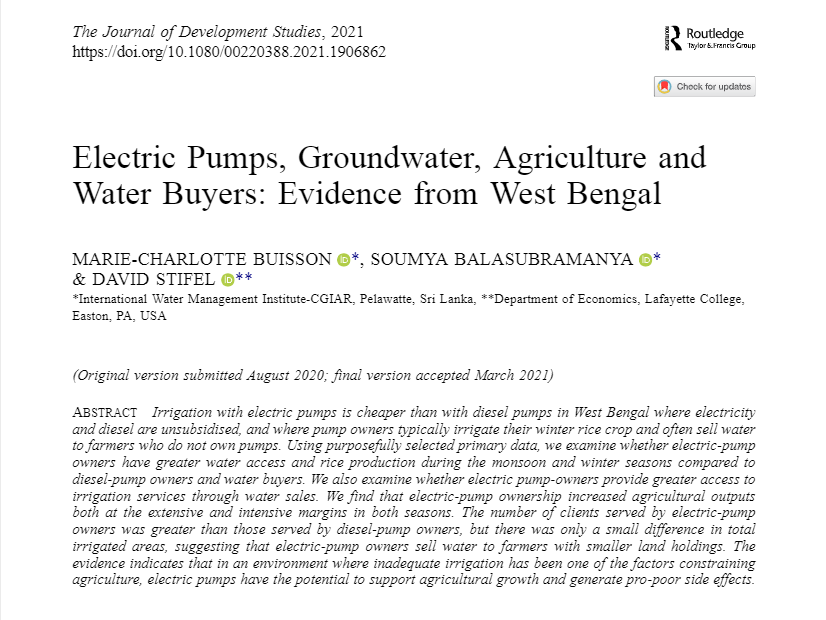 The Journal of Development Studies, 2021
https://doi.org/10.1080/00220388.2021.1906862
Routledge
Taylor & Francis Group
Check for updates
Electric Pumps, Groundwater, Agriculture and
Water Buyers: Evidence from West Bengal
MARIE-CHARLOTTE BUISSON *, SOUMYA BALASUBRAMANYA *
& DAVID STIFEL **
*International Water Management Institute-CGIAR, Pelawatte, Sri Lanka, **Department of Economics, Lafayette College,
Easton, PA, USA
(Original version submitted August 2020; final version accepted March 2021)
ABSTRACT Irrigation with electric pumps is cheaper than with diesel pumps in West Bengal where electricity
and diesel are unsubsidised, and where pump owners typically irrigate their winter rice crop and often sell water
to farmers who do not own pumps. Using purposefully selected primary data, we examine whether electric-pump
owners have greater water access and rice production during the monsoon and winter seasons compared to
diesel-pump owners and water buyers. We also examine whether electric pump-owners provide greater access to
irrigation services through water sales. We find that electric-pump ownership increased agricultural outputs
both at the extensive and intensive margins in both seasons. The number of clients served by electric-pump
owners was greater than those served by diesel-pump owners, but there was only a small difference in total
irrigated areas, suggesting that electric-pump owners sell water to farmers with smaller land holdings. The
evidence indicates that in an environment where inadequate irrigation has been one of the factors constraining
agriculture, electric pumps have the potential to support agricultural growth and generate pro-poor side effects.